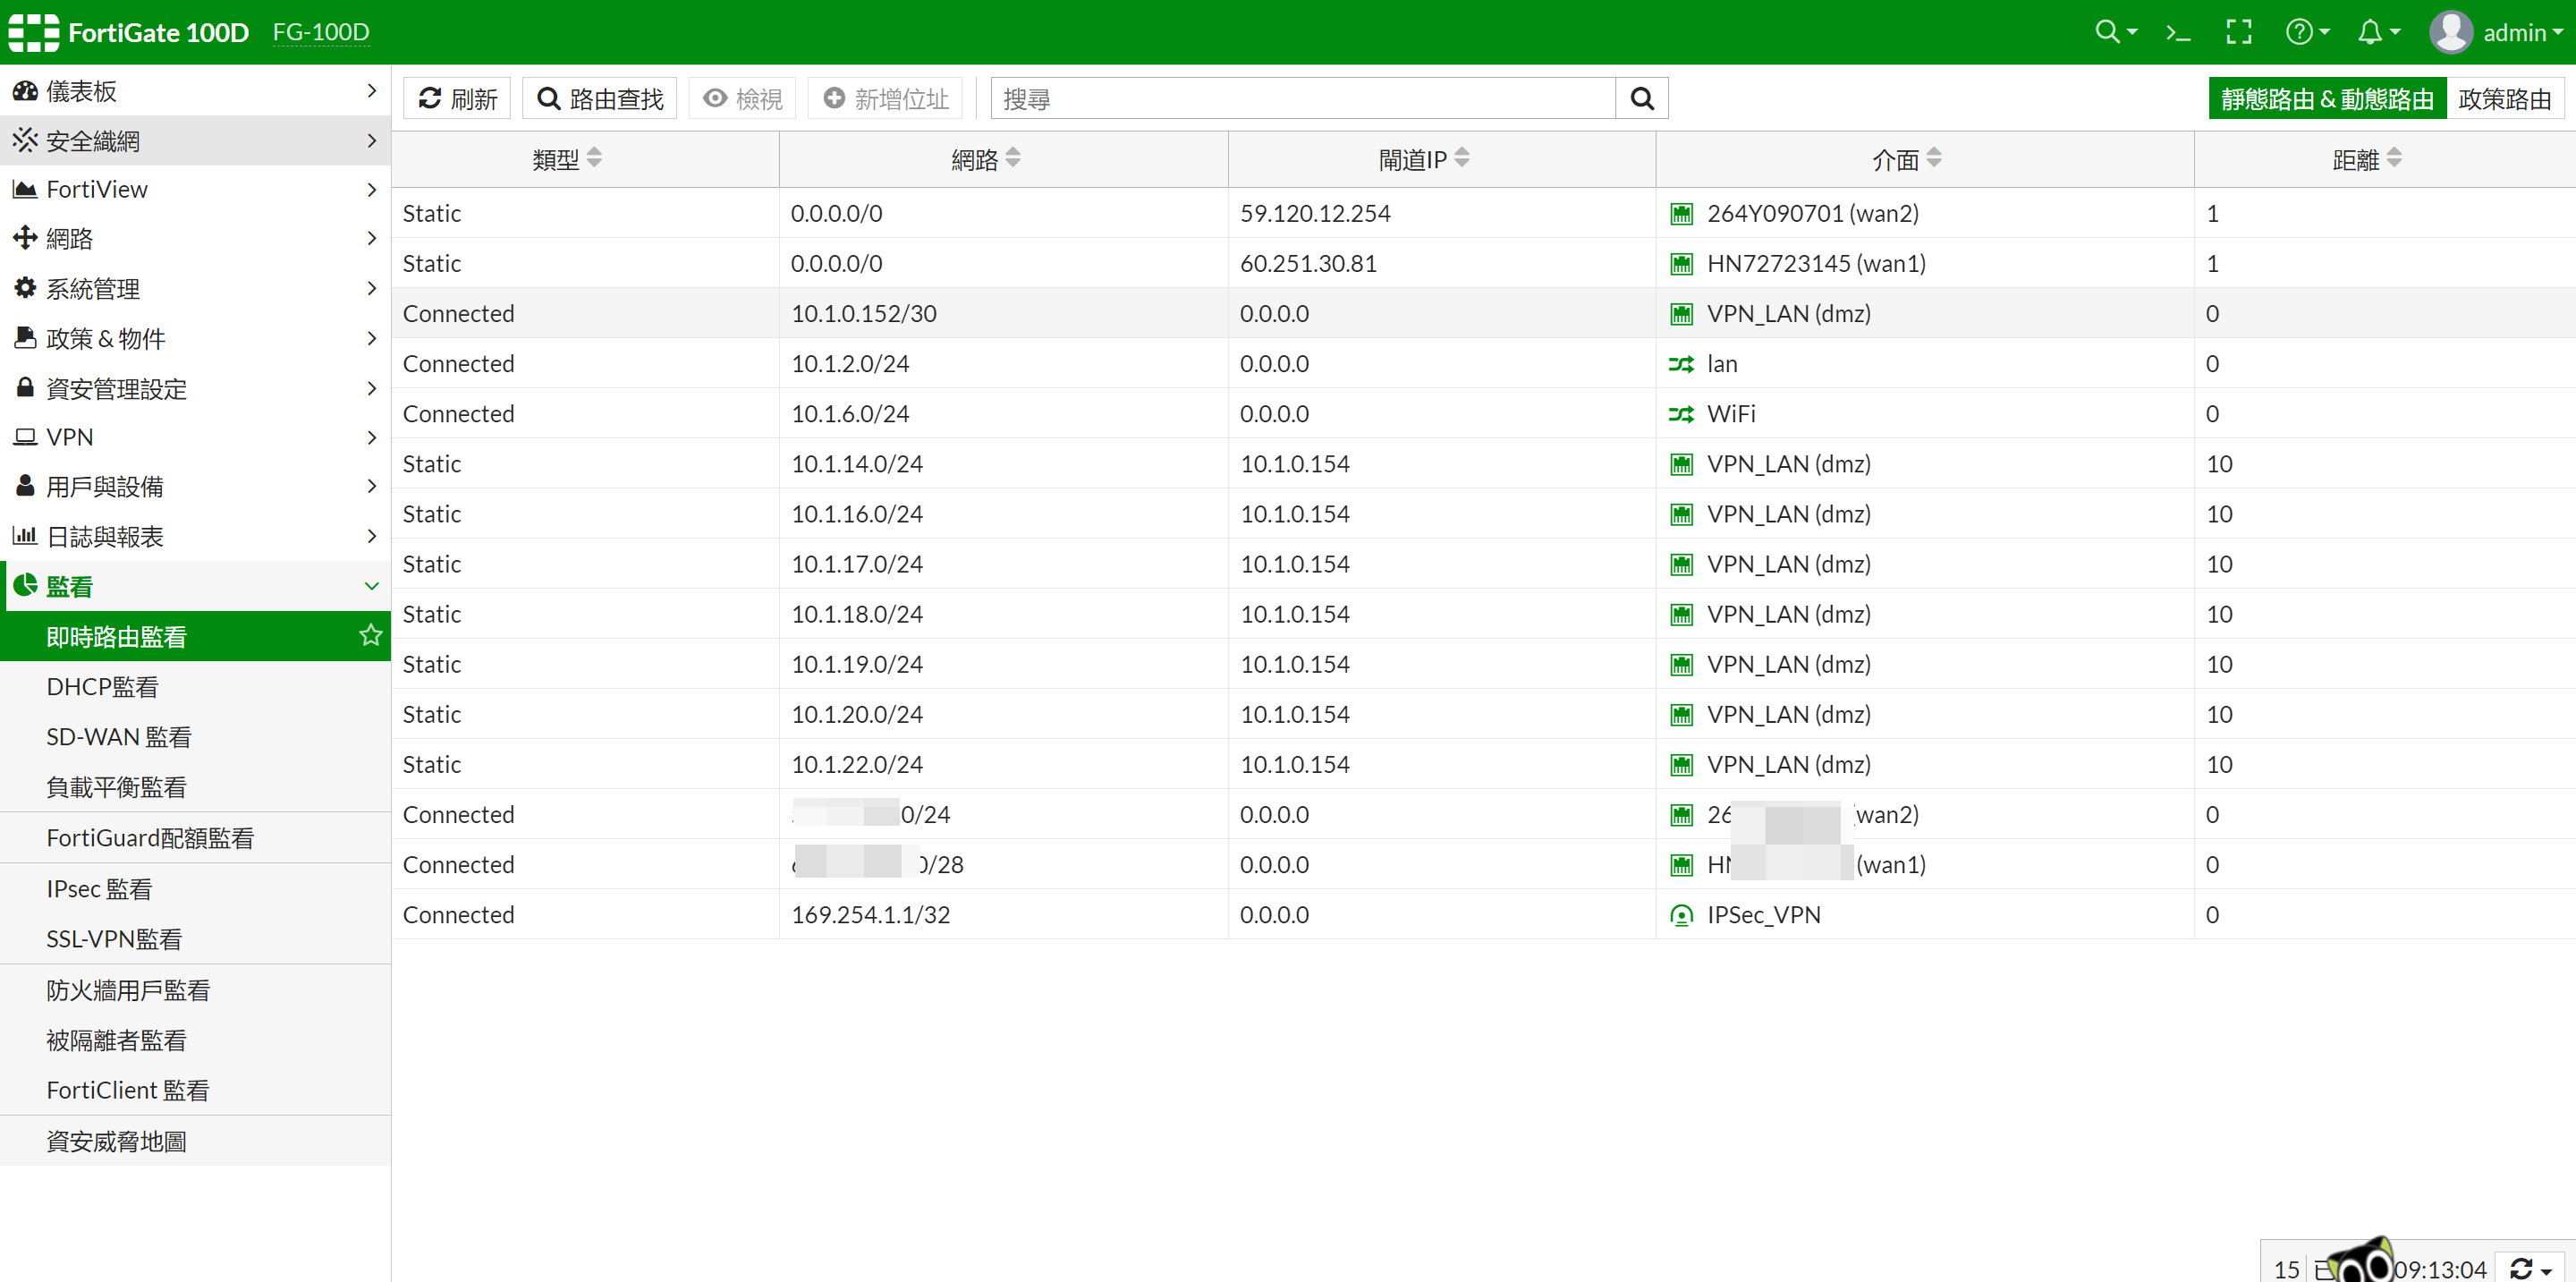 FortiGate 100D FG-100D admin
儀表板
安全織網
FortiView
網路
系統管理
政策 & 物件
資安管理設定
VPN
用戶與設備
日誌與報表
監看
即時路由監看
DHCP監看
SD-WAN 監看
負載平衡監看
FortiGuard配額監看
IPsec 監看
SSL-VPN監看
防火牆用戶監看
被隔離者監看
FortiClient 監看
資安威脅地圖
刷新 路由查找 檢視 新增位址 搜尋 靜態路由 & 動態路由 政策路由
類型 網路 閘道IP 介面 距離
Static 0.0.0.0/0 59.120.12.254 264Y090701 (wan2) 1
Static 0.0.0.0/0 60.251.30.81 HN72723145 (wan1) 1
Connected 10.1.0.152/30 0.0.0.0 VPN_LAN (dmz) 0
Connected 10.1.2.0/24 0.0.0.0 lan 0
Connected 10.1.6.0/24 0.0.0.0 WiFi 0
Static 10.1.14.0/24 10.1.0.154 VPN_LAN (dmz) 10
Static 10.1.16.0/24 10.1.0.154 VPN_LAN (dmz) 10
Static 10.1.17.0/24 10.1.0.154 VPN_LAN (dmz) 10
Static 10.1.18.0/24 10.1.0.154 VPN_LAN (dmz) 10
Static 10.1.19.0/24 10.1.0.154 VPN_LAN (dmz) 10
Static 10.1.20.0/24 10.1.0.154 VPN_LAN (dmz) 10
Static 10.1.22.0/24 10.1.0.154 VPN_LAN (dmz) 10
Connected 0/24 0.0.0.0 26 wan2) 0
Connected 0/28 0.0.0.0 (wan1) 0
Connected 169.254.1.1/32 0.0.0.0 IPSec_VPN 0
15 09:13:04